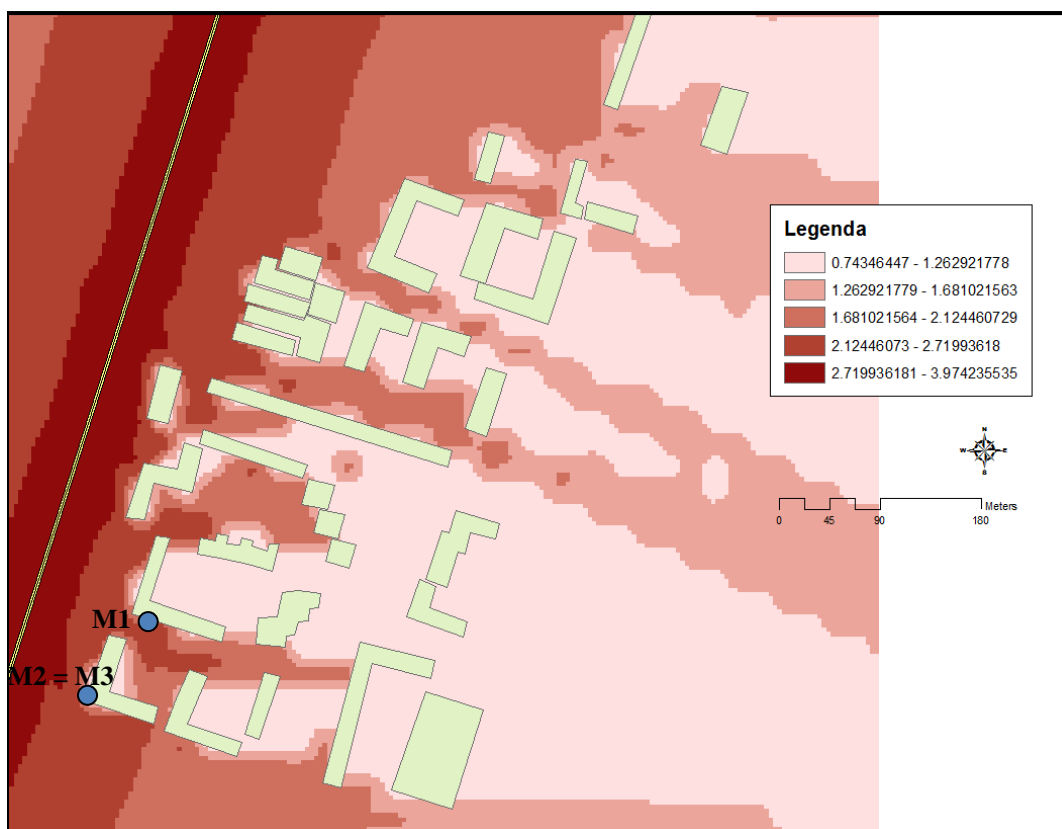 Legenda
0.74346447 - 1.262921778
1.262921779 - 1.681021563
1.681021564 - 2.124460729
2.12446073 - 2.71993618
2.719936181 - 3.974235535
N
W E
S
Meters
0 45 90 180
M1
M2 = M3